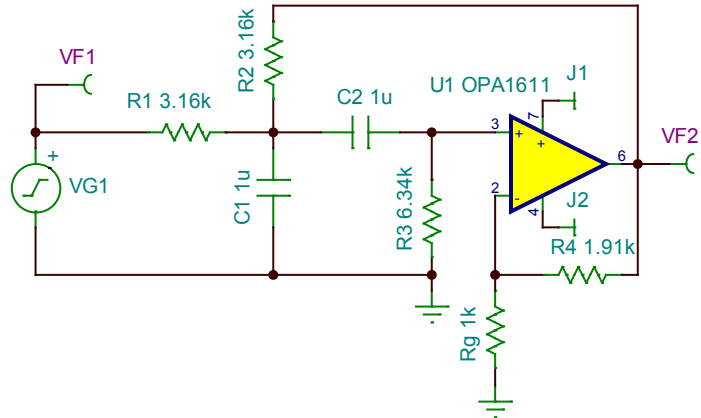 VF1
R1 3.16k
R2 3.16k
C2 1u
U1 OPA1611
J1
VF2
VG1
C1 1u
R3 6.34k
J2
R4 1.91k
Rg 1k
3
2
7
4
6
+
+
+
-